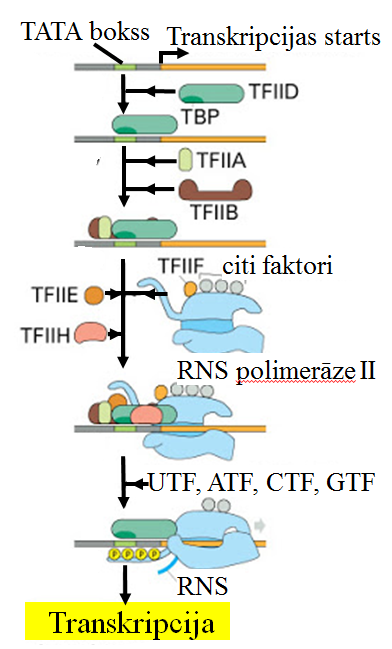 TATA bokss
Transkripcijas starts
TFIID
TBP
TFIIA
TFIIB
TFIIF
citi faktori
TFIIE
TFIIH
RNS polimerāze II
UTF, ATF, CTF, GTF
P P P P
RNS
Transkripcija